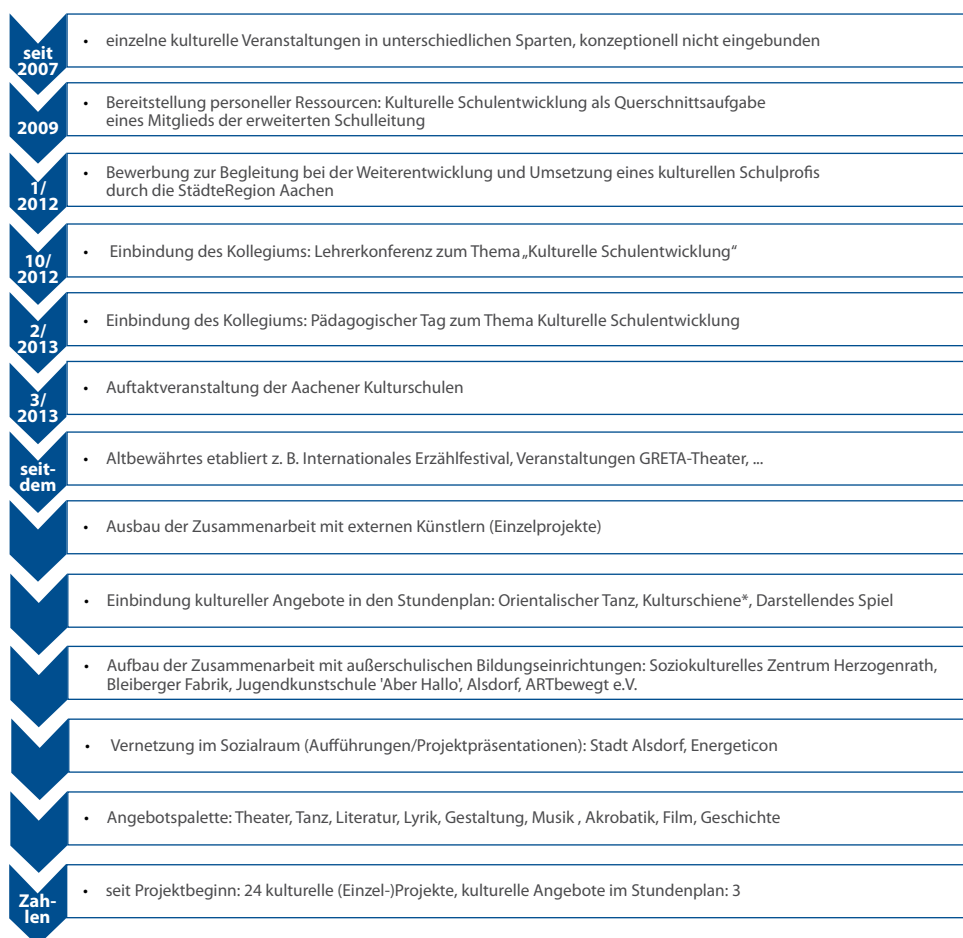 seit
2007
• einzelne kulturelle Veranstaltungen in unterschiedlichen Sparten, konzeptionell nicht eingebunden
2009
• Bereitstellung personeller Ressourcen: Kulturelle Schulentwicklung als Querschnittsaufgabe
eines Mitglieds der erweiterten Schulleitung
1/
2012
• Bewerbung zur Begleitung bei der Weiterentwicklung und Umsetzung eines kulturellen Schulprofis
durch die StädteRegion Aachen
10/
2012
• Einbindung des Kollegiums: Lehrerkonferenz zum Thema „Kulturelle Schulentwicklung“
2/
2013
• Einbindung des Kollegiums: Pädagogischer Tag zum Thema Kulturelle Schulentwicklung
3/
2013
• Auftaktveranstaltung der Aachener Kulturschulen
seit-
dem
• Altbewährtes etabliert z. B. Internationales Erzählfestival, Veranstaltungen GRETA-Theater, ...
• Ausbau der Zusammenarbeit mit externen Künstlern (Einzelprojekte)
• Einbindung kultureller Angebote in den Stundenplan: Orientalischer Tanz, Kulturschiene*, Darstellendes Spiel
• Aufbau der Zusammenarbeit mit außerschulischen Bildungseinrichtungen: Soziokulturelles Zentrum Herzogenrath,
Bleiberger Fabrik, Jugendkunstschule 'Aber Hallo', Alsdorf, ARTbewegt e.V.
• Vernetzung im Sozialraum (Aufführungen/Projektpräsentationen): Stadt Alsdorf, Energeticon
• Angebotspalette: Theater, Tanz, Literatur, Lyrik, Gestaltung, Musik , Akrobatik, Film, Geschichte
Zah-
len
• seit Projektbeginn: 24 kulturelle (Einzel-)Projekte, kulturelle Angebote im Stundenplan: 3